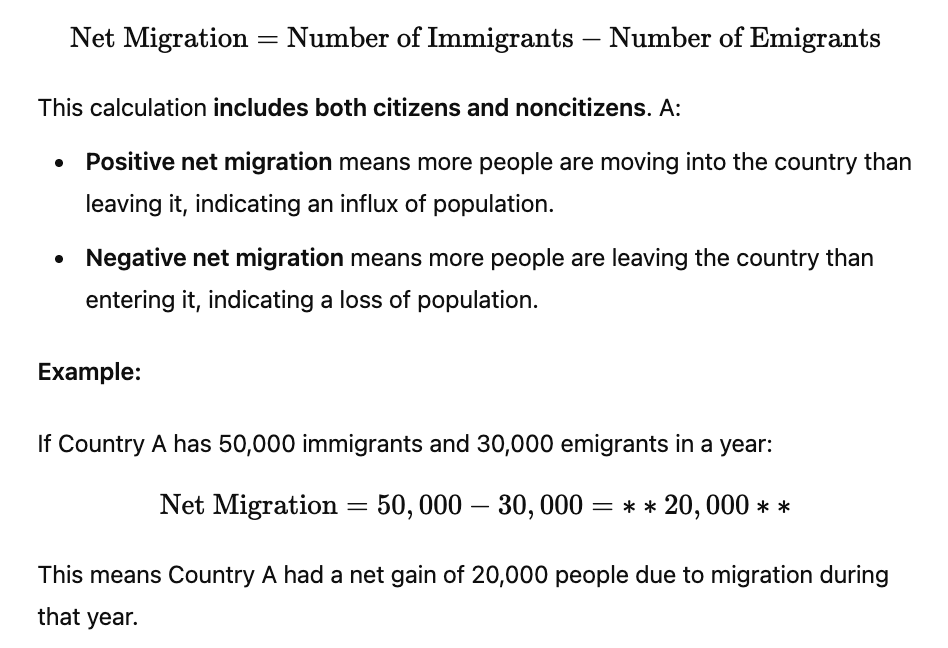 Net Migration = Number of Immigrants − Number of Emigrants
This calculation includes both citizens and noncitizens. A:
• Positive net migration means more people are moving into the country than
leaving it, indicating an influx of population.
• Negative net migration means more people are leaving the country than
entering it, indicating a loss of population.
Example:
If Country A has 50,000 immigrants and 30,000 emigrants in a year:
Net Migration = 50, 000 − 30, 000 = ∗ ∗ 20, 000 ∗ ∗
This means Country A had a net gain of 20,000 people due to migration during
that year.